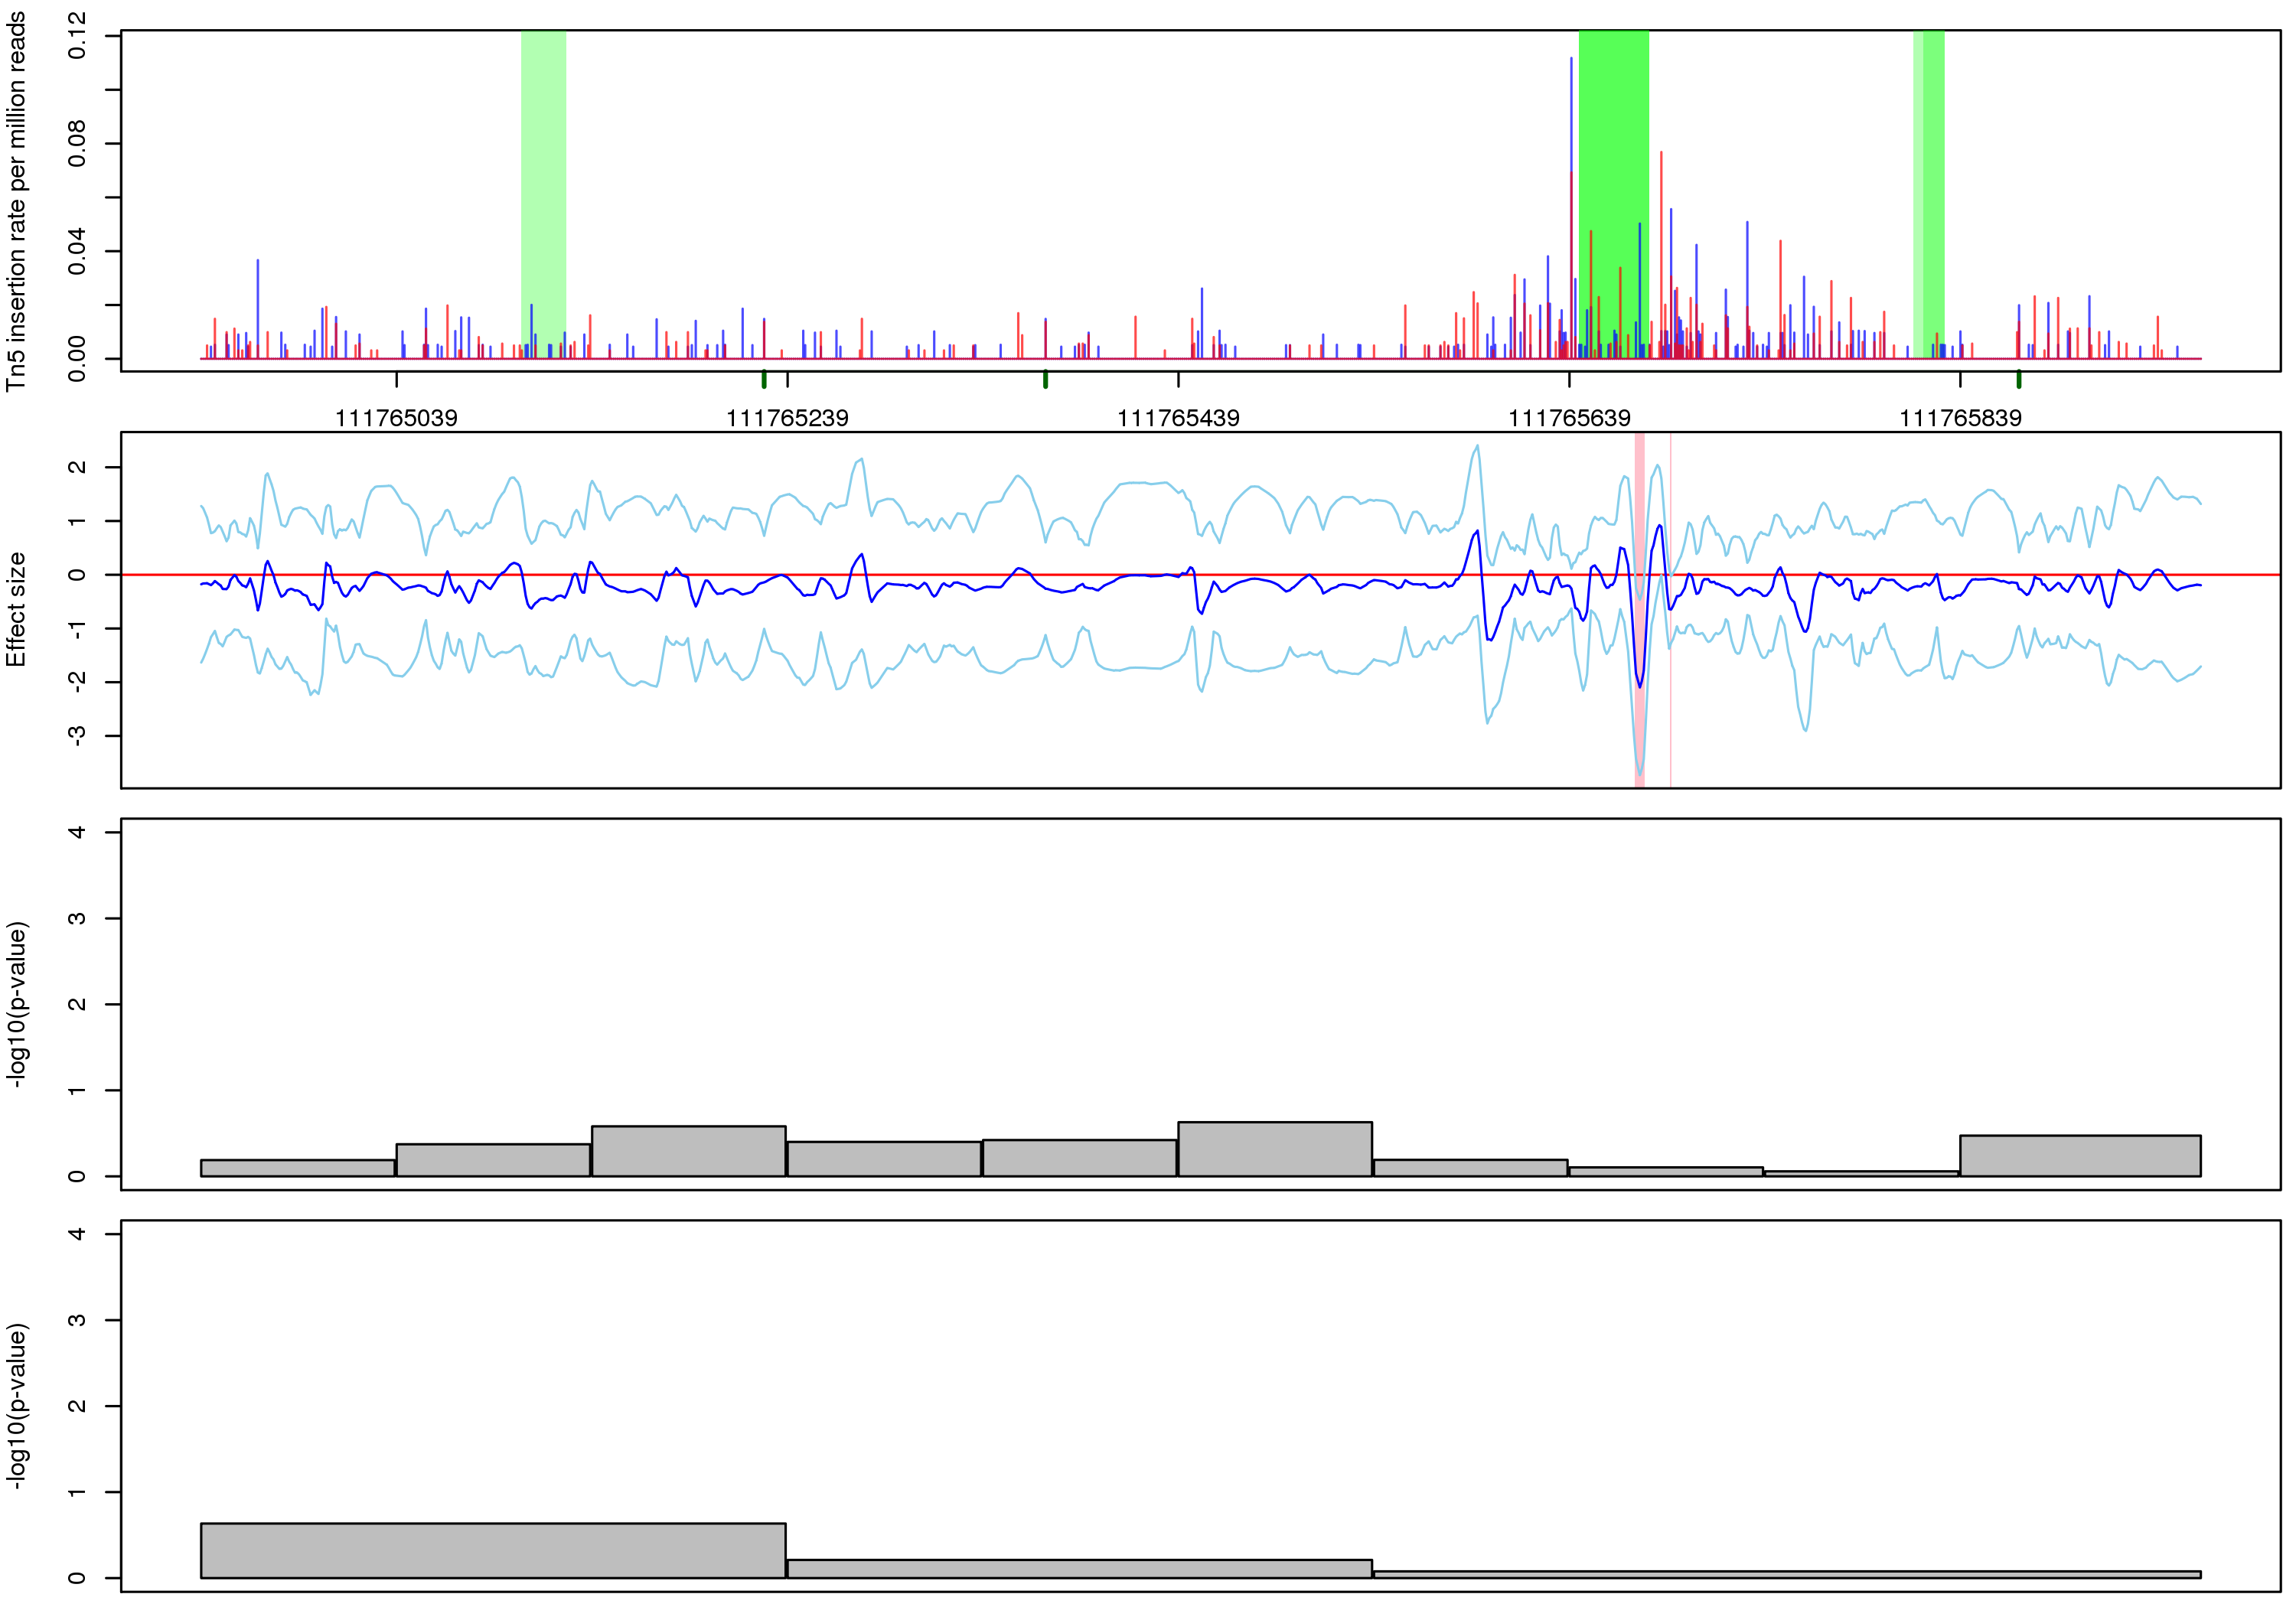 Tn5 insertion rate per million reads
0.00 0.04 0.08 0.12
111765039 111765239 111765439 111765639 111765839
Effect size
-3 -2 -1 0 1 2
-log10(p-value)
0 1 2 3 4
-log10(p-value)
0 1 2 3 4